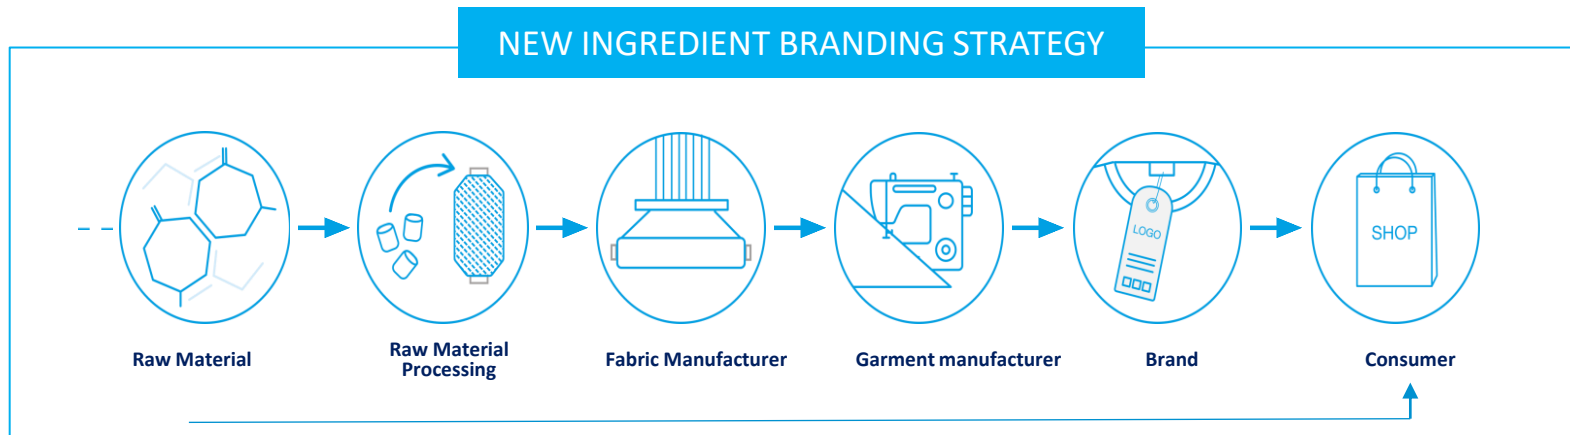 NEW INGREDIENT BRANDING STRATEGY
LOGO
SHOP
Raw Material
Raw Material
Processing
Fabric Manufacturer
Garment manufacturer
Brand
Consumer